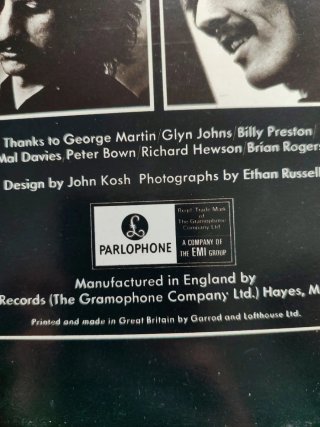 Thanks to George Martin/Glyn Johns/Billy Preston/
Mal Davies/Peter Bown/Richard Hewson/Brian Rogers
Design by John Kosh Photographs by Ethan Russell
£
PARLOPHONE
Regd. Trade Mark
of The
Gramophone
Company Ltd.
A COMPANY OF
THE EMI GROUP
Manufactured in England by
Records (The Gramophone Company Ltd.) Hayes, M
Printed and made in Great Britain by Garrod and Lofthouse Ltd.